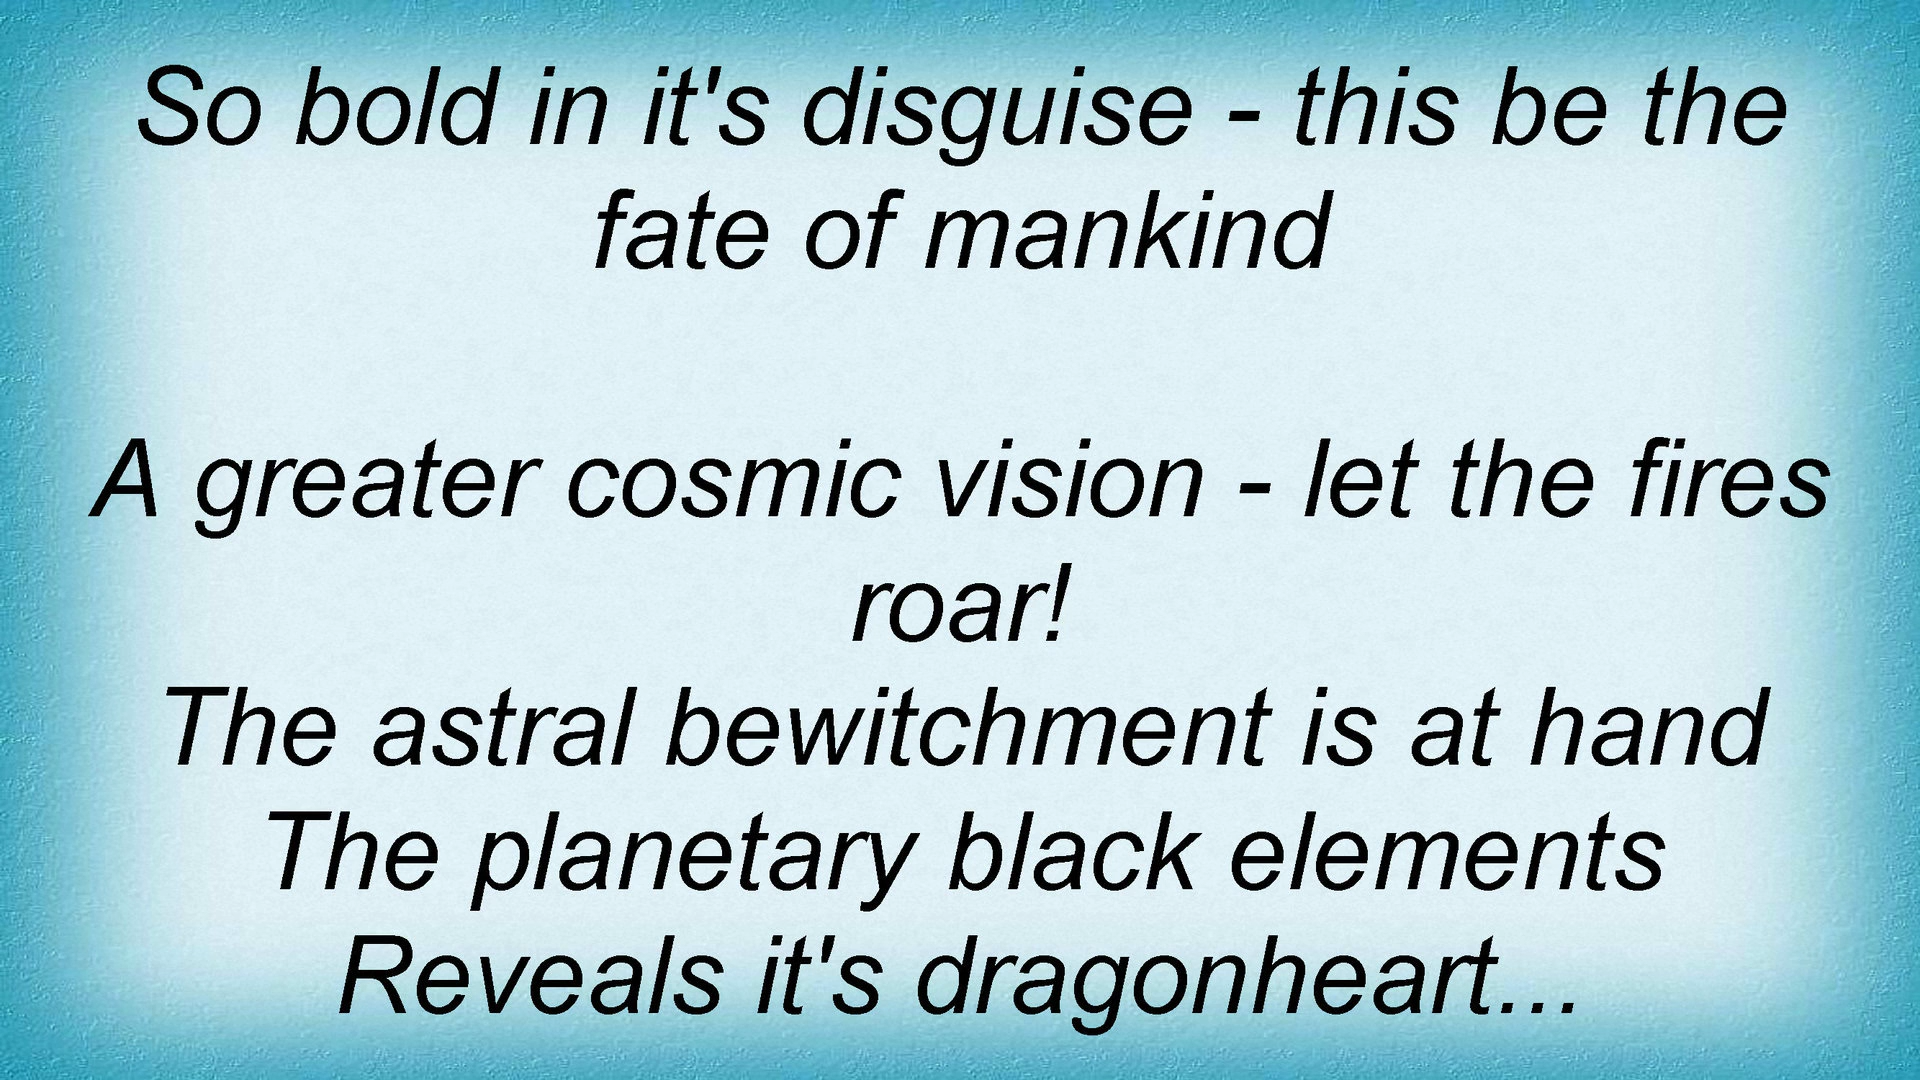 So bold in it's disguise - this be the
fate of mankind
A greater cosmic vision - let the fires
roar!
The astral bewitchment is at hand
The planetary black elements
Reveals it's dragonheart...